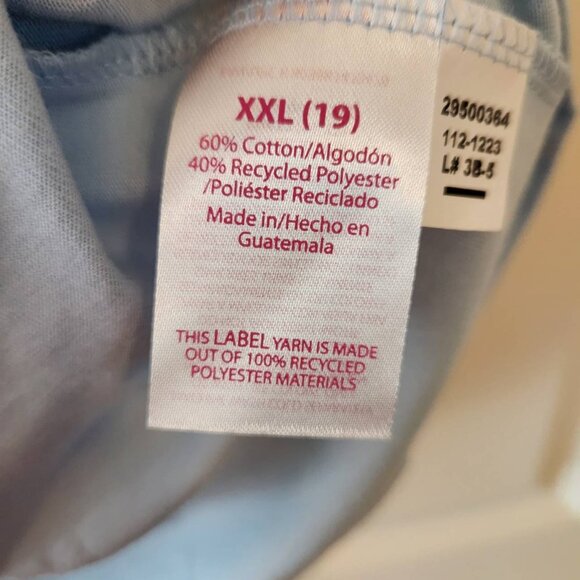 XXL (19)
60% Cotton/Algodón
40% Recycled Polyester
/Poliéster Reciclado
Made in/Hecho en
Guatemala
THIS LABEL YARN IS MADE
OUT OF 100% RECYCLED
POLYESTER MATERIALS
29500364
112-1223
L# 3B-5